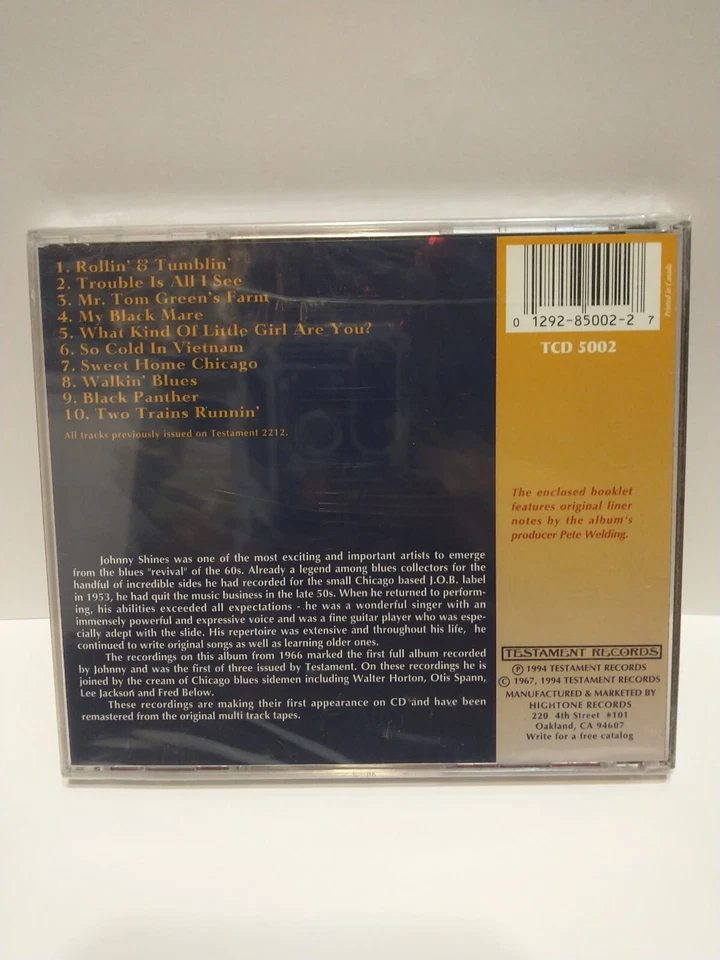 1. Rollin' & Tumblin'
2. Trouble Is All I See
3. Mr. Tom Green's Farm
4. My Black Mare
5. What Kind Of Little Girl Are You?
6. So Cold In Vietnam
7. Sweet Home Chicago
8. Walkin' Blues
9. Black Panther
10. Two Trains Runnin'
All tracks previously issued on Testament 2212.
Johnny Shines was one of the most exciting and important artists to emerge
from the blues "revival" of the 60s. Already a legend among blues collectors for the
handful of incredible sides he had recorded for the small Chicago based J.O.B. label
in 1953, he had quit the music business in the late 50s. When he returned to perform-
ing, his abilities exceeded all expectations - he was a wonderful singer with an
immensely powerful and expressive voice and was a fine guitar player who was espe-
cially adept with the slide. His repertoire was extensive and throughout his life, he
continued to write original songs as well as learning older ones.
The recordings on this album from 1966 marked the first full album recorded
by Johnny and was the first of three issued by Testament. On these recordings he is
joined by the cream of Chicago blues sidemen including Walter Horton, Otis Spann,
Lee Jackson and Fred Below.
These recordings are making their first appearance on CD and have been
remastered from the original multi track tapes.
0 1292-85002-2 7
Printed in Canada
TCD 5002
The enclosed booklet
features original liner
notes by the album's
producer Pete Welding.
TESTAMENT RECORDS
℗ 1994 TESTAMENT RECORDS
© 1967, 1994 TESTAMENT RECORDS
MANUFACTURED & MARKETED BY
HIGHTONE RECORDS
220 4th Street #101
Oakland, CA 94607
Write for a free catalog